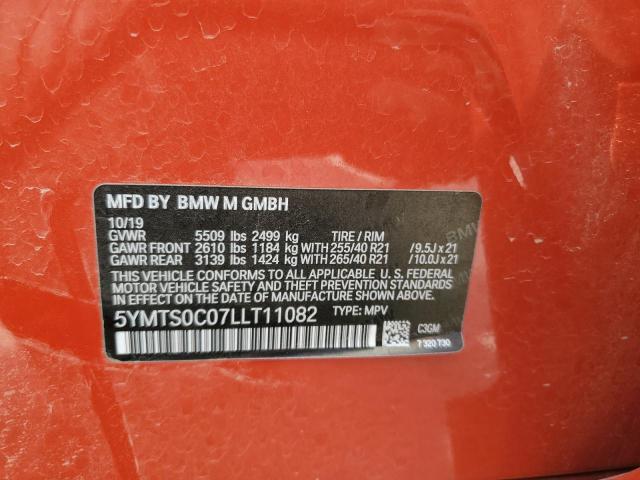 MFD BY BMW M GMBH
10/19
GVWR 5509 lbs 2499 kg TIRE / RIM
GAWR FRONT 2610 lbs 1184 kg WITH 255/40 R21 /9.5J x 21
GAWR REAR 3139 lbs 1424 kg WITH 265/40 R21 /10.0J x 21
THIS VEHICLE CONFORMS TO ALL APPLICABLE U. S. FEDERAL
MOTOR VEHICLE SAFETY, BUMPER, AND THEFT PREVENTION
STANDARDS IN EFFECT ON THE DATE OF MANUFACTURE SHOWN ABOVE.
5YMTS0C07LLT11082 TYPE: MPV
C3GM
7 320 730